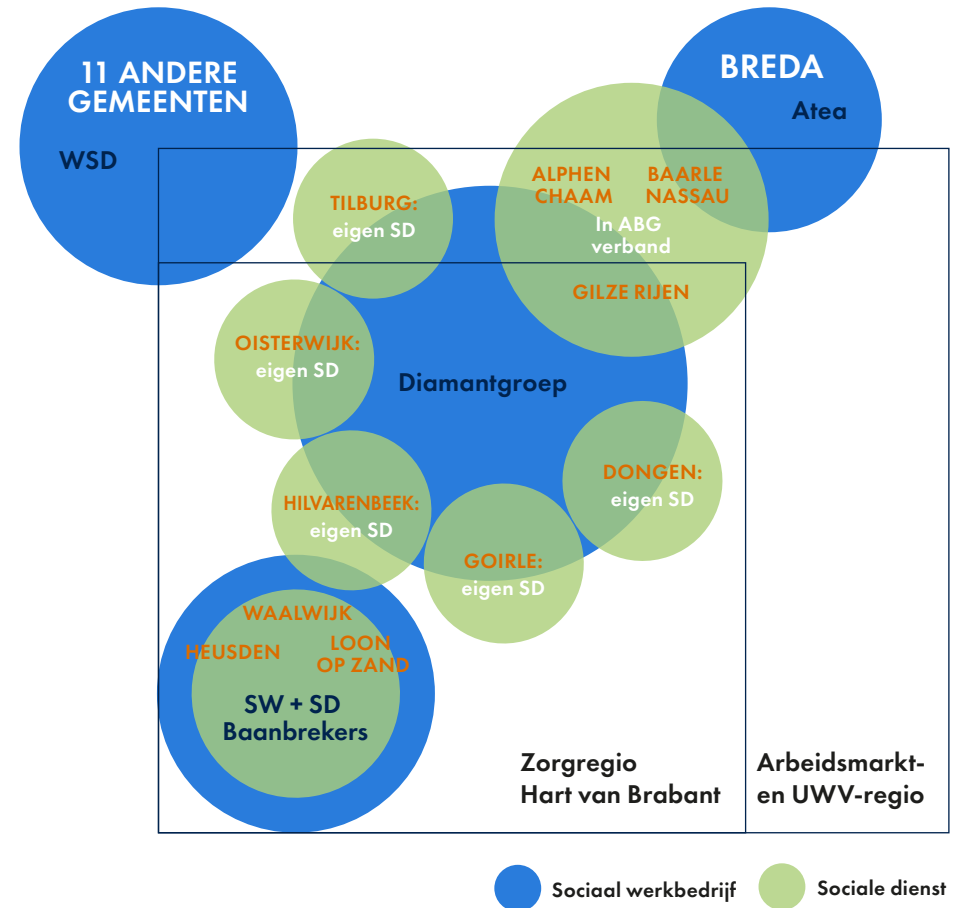 11 ANDERE
GEMEENTEN
WSD
BREDA
Atea
TILBURG:
eigen SD
ALPHEN
CHAAM
BAARLE
NASSAU
In ABG
verband
GILZE RIJEN
OISTERWIJK:
eigen SD
Diamantgroep
HILVARENBEEK:
eigen SD
DONGEN:
eigen SD
GOIRLE:
eigen SD
WAALWIJK
HEUSDEN
LOON
OP ZAND
SW + SD
Baanbrekers
Zorgregio
Hart van Brabant
Arbeidsmarkt-
en UWV-regio
Sociaal werkbedrijf
Sociale dienst